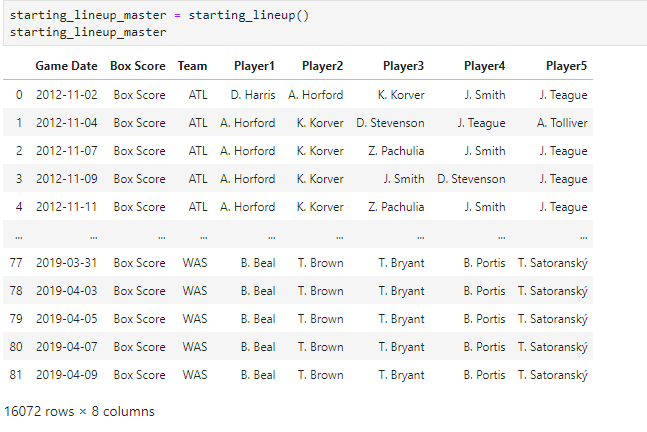 starting_lineup_master = starting_lineup()
starting_lineup_master
Game Date Box Score Team Player1 Player2 Player3 Player4 Player5
0 2012-11-02 Box Score ATL D. Harris A. Horford K. Korver J. Smith J. Teague
1 2012-11-04 Box Score ATL A. Horford K. Korver D. Stevenson J. Teague A. Tolliver
2 2012-11-07 Box Score ATL A. Horford K. Korver Z. Pachulia J. Smith J. Teague
3 2012-11-09 Box Score ATL A. Horford K. Korver J. Smith D. Stevenson J. Teague
4 2012-11-11 Box Score ATL A. Horford K. Korver Z. Pachulia J. Smith J. Teague
... ... ... ... ... ... ... ... ...
77 2019-03-31 Box Score WAS B. Beal T. Brown T. Bryant B. Portis T. Satoranský
78 2019-04-03 Box Score WAS B. Beal T. Brown T. Bryant B. Portis T. Satoranský
79 2019-04-05 Box Score WAS B. Beal T. Brown T. Bryant B. Portis T. Satoranský
80 2019-04-07 Box Score WAS B. Beal T. Brown T. Bryant B. Portis T. Satoranský
81 2019-04-09 Box Score WAS B. Beal T. Brown T. Bryant B. Portis T. Satoranský
16072 rows × 8 columns